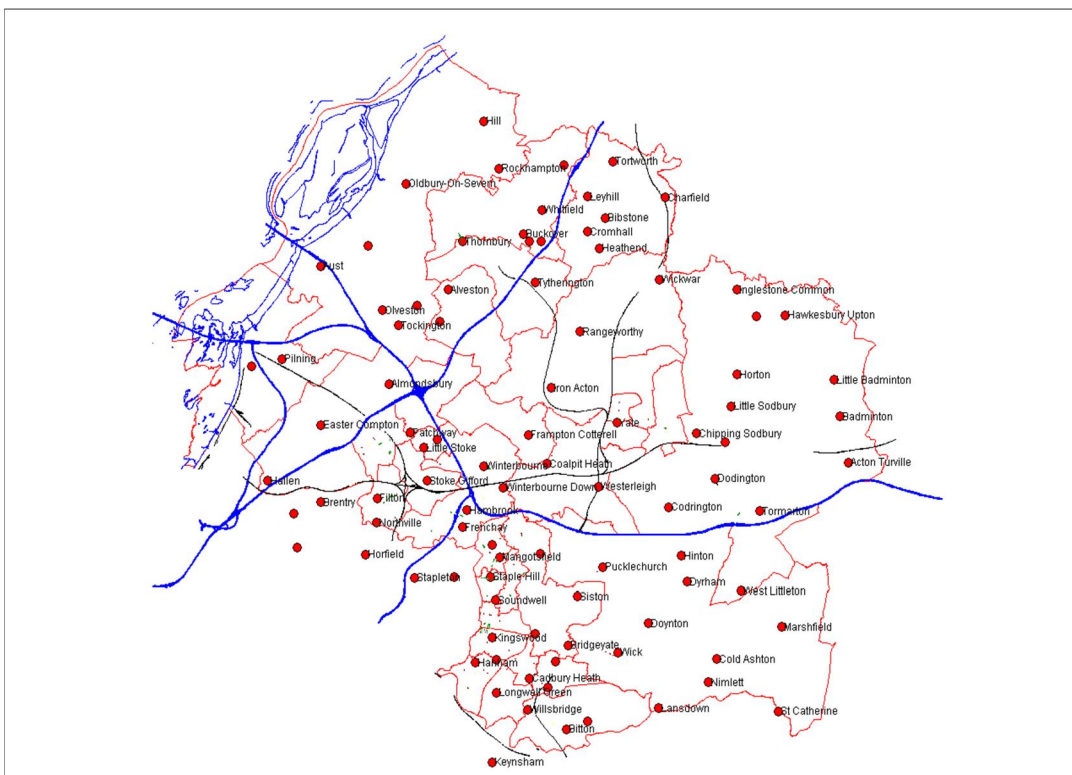 Hill
Tortworth
Rockhampton
Oldbury-On-Severn
Leyhill
Charfield
Whitfield
Bibstone
Buckover
Cromhall
Thornbury
Heathend
Aust
Wickwar
Tytherington
Alveston
Inglestone Common
Olveston
Hawkesbury Upton
Tockington
Rangeworthy
Pilning
Horton
Little Badminton
Almondsbury
Iron Acton
Little Sodbury
Badminton
Yate
Easter Compton
Patchway
Frampton Cotterell
Chipping Sodbury
Little Stoke
Winterbourne
Coalpit Heath
Acton Turville
Hallen
Stoke Gifford
Dodington
Winterbourne Down
Westerleigh
Filton
Brentry
Codrington
Hambrook
Tormarton
Northville
Frenchay
Horfield
Mangotsfield
Hinton
Pucklechurch
Stapleton
Staple Hill
Dyrham
West Littleton
Siston
Soundwell
Doynton
Marshfield
Kingswood
Bridgeyate
Wick
Cold Ashton
Hanham
Cadbury Heath
Nimlett
Longwell Green
Willsbridge
Lansdown
St Catherine
Bitton
Keynsham